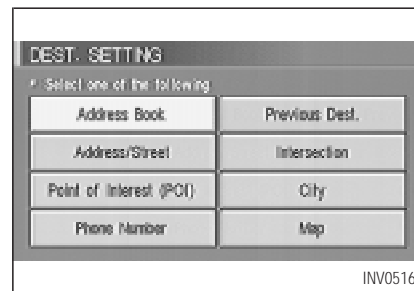 DEST. SETTING
Select one of the following
Address Book
Previous Dest.
Address/Street
Intersection
Point of Interest (POI)
City
Phone Number
Map
INV0516